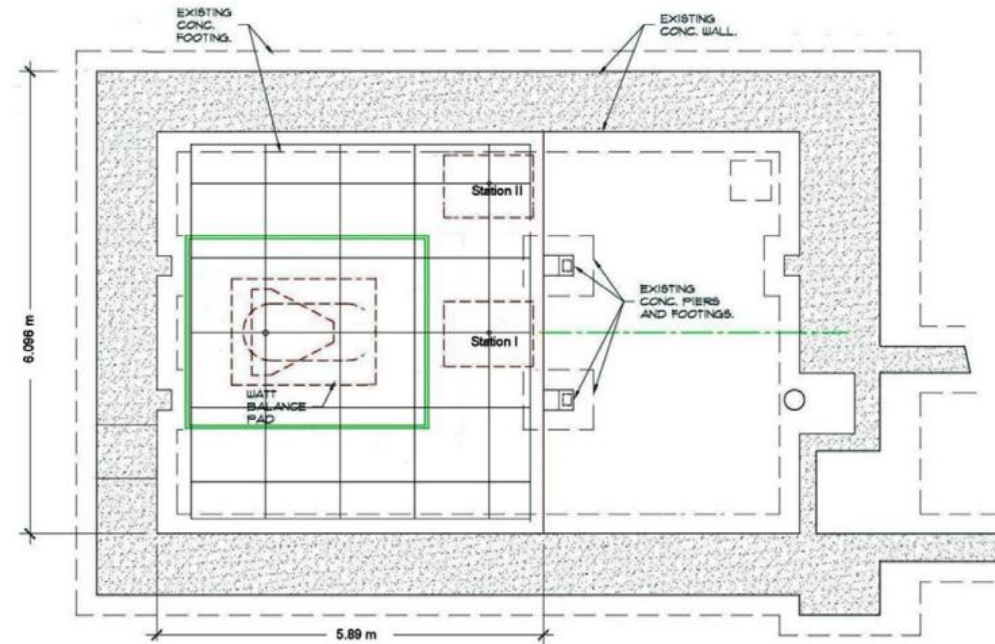 EXISTING
CONC.
FOOTING.
EXISTING
CONC. WALL.
Station II
EXISTING
CONC. PIERS
AND FOOTINGS.
6.096 m
Station I
WATT
BALANCE
PAD
5.89 m